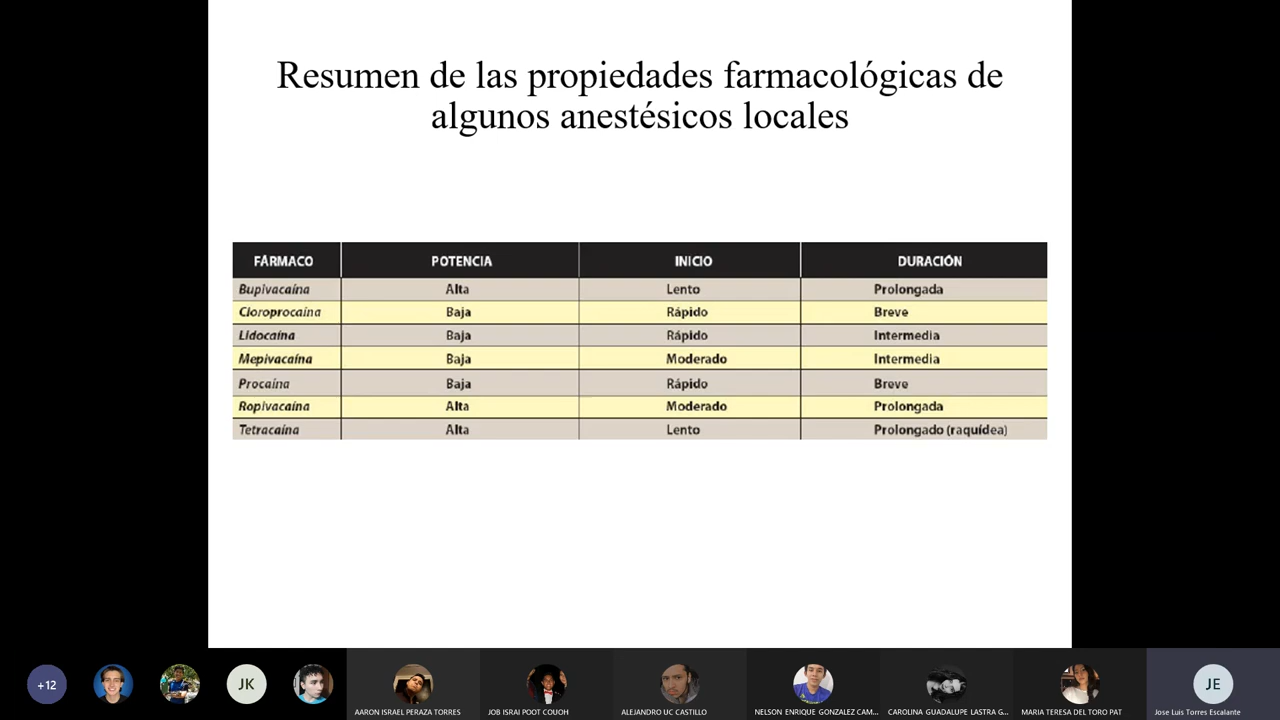 Resumen de las propiedades farmacológicas de
algunos anestésicos locales
FÁRMACO POTENCIA INICIO DURACIÓN
Bupivacaína Alta Lento Prolongada
Cloroprocaína Baja Rápido Breve
Lidocaína Baja Rápido Intermedia
Mepivacaína Baja Moderado Intermedia
Procaína Baja Rápido Breve
Ropivacaína Alta Moderado Prolongada
Tetracaína Alta Lento Prolongado (raquídea)
+12 JK JE
AARON ISRAEL PERAZA TORRES JOB ISRAI POOT COUOH ALEJANDRO UC CASTILLO NELSON ENRIQUE GONZALEZ CAM... CAROLINA GUADALUPE LASTRA G... MARIA TERESA DEL TORO PAT Jose Luis Torres Escalante